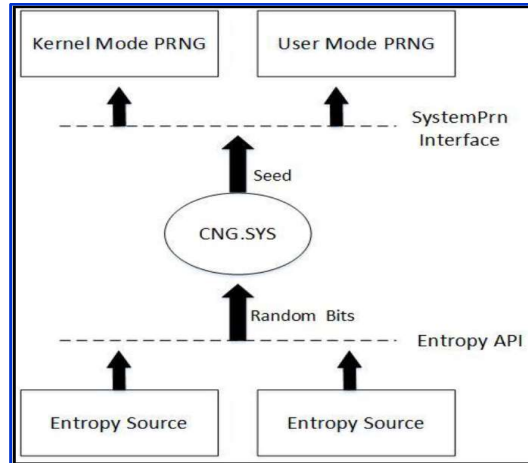 Kernel Mode PRNG
User Mode PRNG
SystemPrn
Interface
Seed
CNG.SYS
Random Bits
Entropy API
Entropy Source
Entropy Source